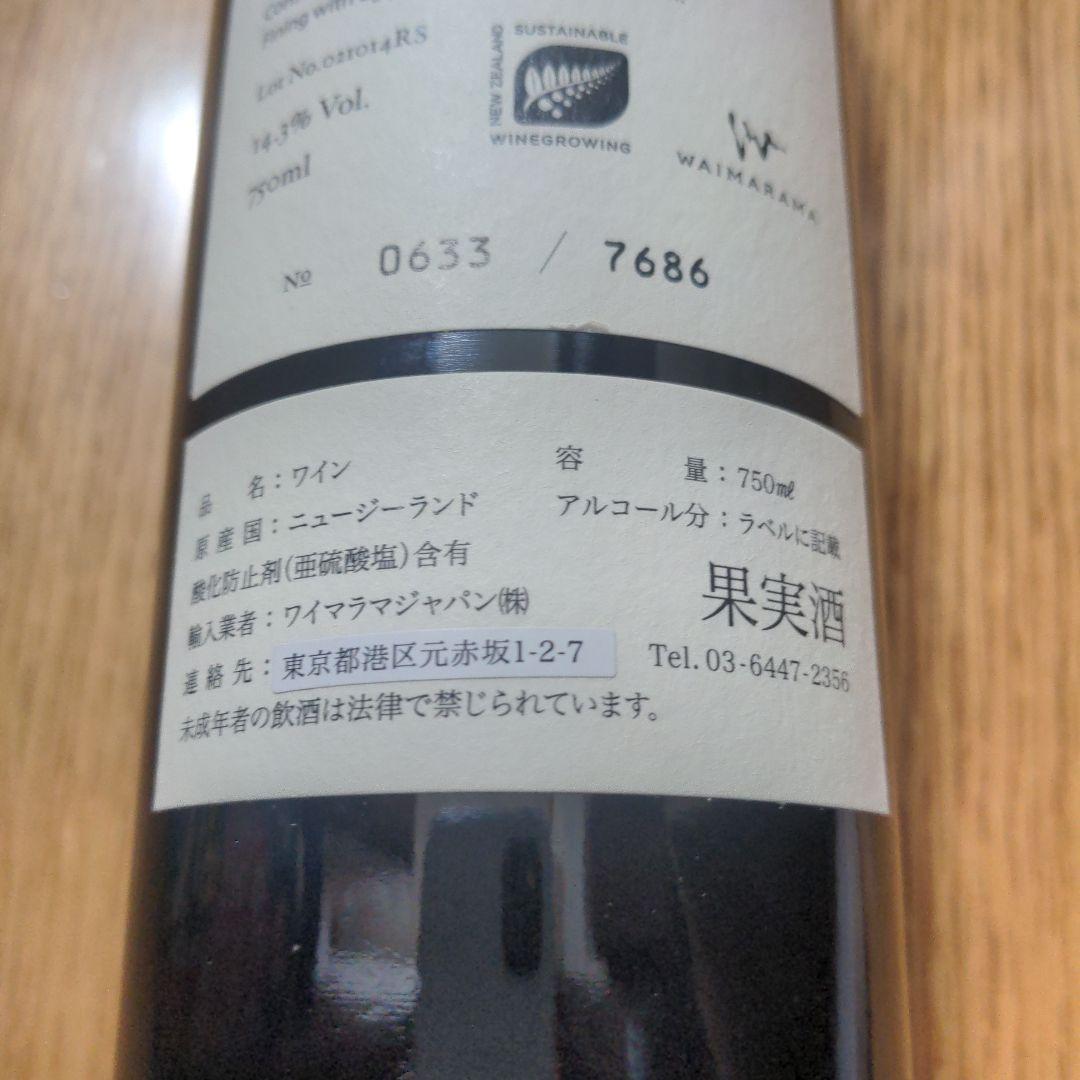 fining with
Lot No. 021014RS
14.3% Vol.
750ml
SUSTAINABLE
NEW ZEALAND
WINEGROWING
WAIMARAMA
No 0633 / 7686
品名:ワイン
容量:750ml
原産国:ニュージーランド
アルコール分:ラベルに記載
酸化防止剤(亜硫酸塩)含有
輸入業者:ワイマラマジャパン㈱
果実酒
連絡先:東京都港区元赤坂1-2-7
Tel. 03-6447-2356
未成年者の飲酒は法律で禁じられています。